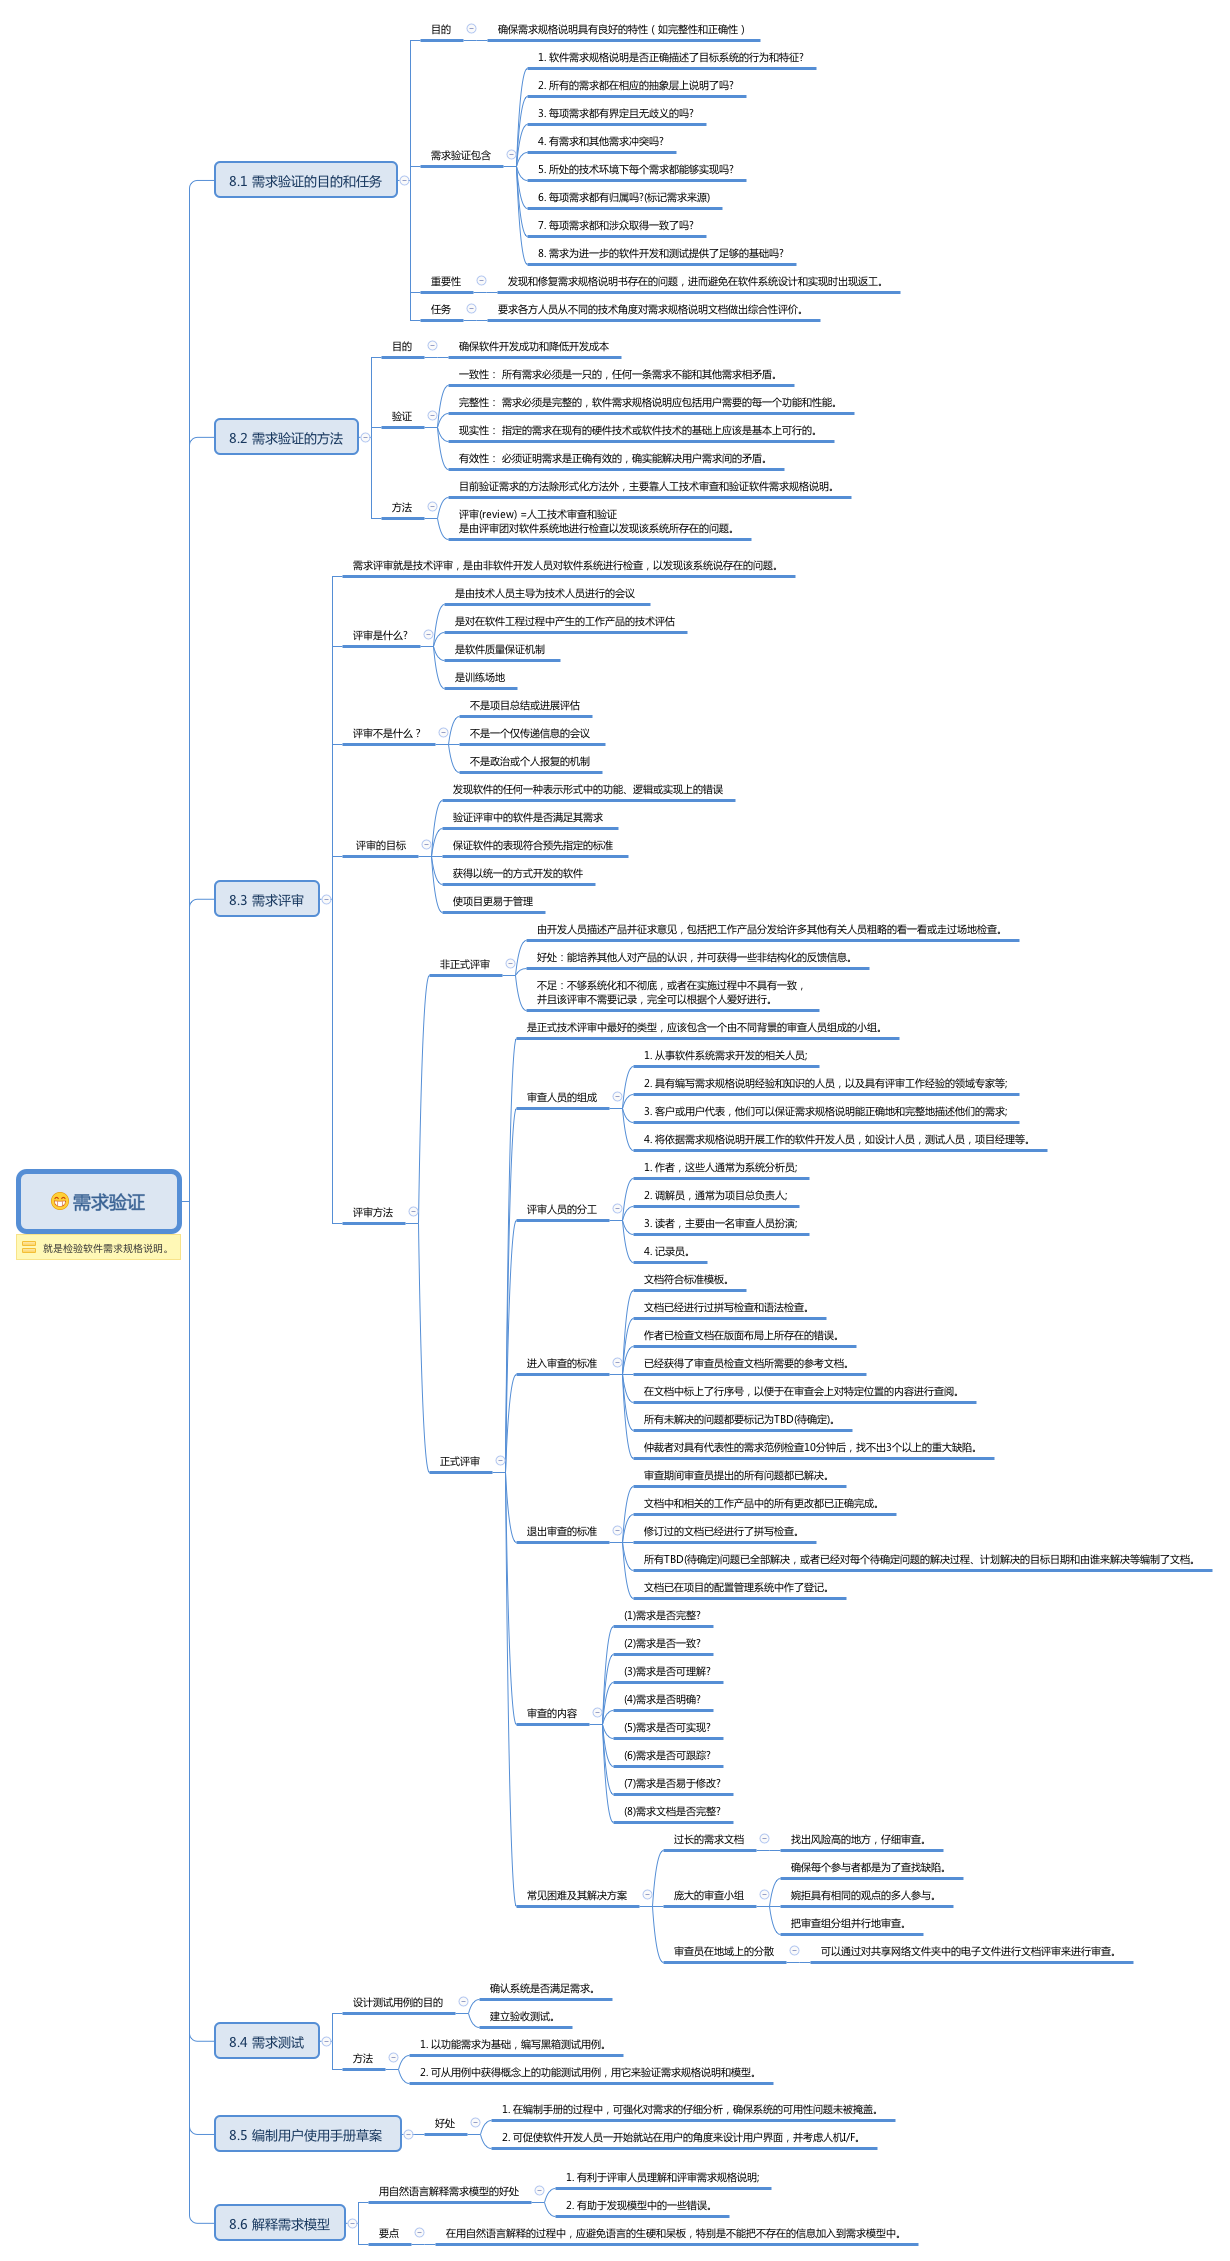 需求验证
就是检验软件需求规格说明。
8.1 需求验证的目的和任务
目的
确保需求规格说明具有良好的特性（如完整性和正确性）
需求验证包含
1. 软件需求规格说明是否正确描述了目标系统的行为和特征?
2. 所有的需求都在相应的抽象层上说明了吗?
3. 每项需求都有界定且无歧义的吗?
4. 有需求和其他需求冲突吗?
5. 所处的技术环境下每个需求都能够实现吗?
6. 每项需求都有归属吗?(标记需求来源)
7. 每项需求都和涉众取得一致了吗?
8. 需求为进一步的软件开发和测试提供了足够的基础吗?
重要性
发现和修复需求规格说明书存在的问题，进而避免在软件系统设计和实现时出现返工。
任务
要求各方人员从不同的技术角度对需求规格说明文档做出综合性评价。
8.2 需求验证的方法
目的
确保软件开发成功和降低开发成本
验证
一致性： 所有需求必须是一只的，任何一条需求不能和其他需求相矛盾。
完整性： 需求必须是完整的，软件需求规格说明应包括用户需要的每一个功能和性能。
现实性： 指定的需求在现有的硬件技术或软件技术的基础上应该是基本上可行的。
有效性： 必须证明需求是正确有效的，确实能解决用户需求间的矛盾。
方法
目前验证需求的方法除形式化方法外，主要靠人工技术审查和验证软件需求规格说明。
评审(review) =人工技术审查和验证
是由评审团对软件系统地进行检查以发现该系统所存在的问题。
8.3 需求评审
需求评审就是技术评审，是由非软件开发人员对软件系统进行检查，以发现该系统说存在的问题。
评审是什么?
是由技术人员主导为技术人员进行的会议
是对在软件工程过程中产生的工作产品的技术评估
是软件质量保证机制
是训练场地
评审不是什么？
不是项目总结或进展评估
不是一个仅传递信息的会议
不是政治或个人报复的机制
评审的目标
发现软件的任何一种表示形式中的功能、逻辑或实现上的错误
验证评审中的软件是否满足其需求
保证软件的表现符合预先指定的标准
获得以统一的方式开发的软件
使项目更易于管理
评审方法
非正式评审
由开发人员描述产品并征求意见，包括把工作产品分发给许多其他有关人员粗略的看一看或走过场地检查。
好处：能培养其他人对产品的认识，并可获得一些非结构化的反馈信息。
不足：不够系统化和不彻底，或者在实施过程中不具有一致，
并且该评审不需要记录，完全可以根据个人爱好进行。
正式评审
是正式技术评审中最好的类型，应该包含一个由不同背景的审查人员组成的小组。
审查人员的组成
1. 从事软件系统需求开发的相关人员;
2. 具有编写需求规格说明经验和知识的人员，以及具有评审工作经验的领域专家等;
3. 客户或用户代表，他们可以保证需求规格说明能正确地和完整地描述他们的需求;
4. 将依据需求规格说明开展工作的软件开发人员，如设计人员，测试人员，项目经理等。
评审人员的分工
1. 作者，这些人通常为系统分析员;
2. 调解员，通常为项目总负责人;
3. 读者，主要由一名审查人员扮演;
4. 记录员。
进入审查的标准
文档符合标准模板。
文档已经进行过拼写检查和语法检查。
作者已检查文档在版面布局上所存在的错误。
已经获得了审查员检查文档所需要的参考文档。
在文档中标上了行序号，以便于在审查会上对特定位置的内容进行查阅。
所有未解决的问题都要标记为TBD(待确定)。
仲裁者对具有代表性的需求范例检查10分钟后，找不出3个以上的重大缺陷。
退出审查的标准
审查期间审查员提出的所有问题都已解决。
文档中和相关的工作产品中的所有更改都已正确完成。
修订过的文档已经进行了拼写检查。
所有TBD(待确定)问题已全部解决，或者已经对每个待确定问题的解决过程、计划解决的目标日期和由谁来解决等编制了文档。
文档已在项目的配置管理系统中作了登记。
审查的内容
(1)需求是否完整?
(2)需求是否一致?
(3)需求是否可理解?
(4)需求是否明确?
(5)需求是否可实现?
(6)需求是否可跟踪?
(7)需求是否易于修改?
(8)需求文档是否完整?
常见困难及其解决方案
过长的需求文档
找出风险高的地方，仔细审查。
庞大的审查小组
确保每个参与者都是为了查找缺陷。
婉拒具有相同的观点的多人参与。
把审查组分组并行地审查。
审查员在地域上的分散
可以通过对共享网络文件夹中的电子文件进行文档评审来进行审查。
8.4 需求测试
设计测试用例的目的
确认系统是否满足需求。
建立验收测试。
方法
1. 以功能需求为基础，编写黑箱测试用例。
2. 可从用例中获得概念上的功能测试用例，用它来验证需求规格说明和模型。
8.5 编制用户使用手册草案
好处
1. 在编制手册的过程中，可强化对需求的仔细分析，确保系统的可用性问题未被掩盖。
2. 可促使软件开发人员一开始就站在用户的角度来设计用户界面，并考虑人机I/F。
8.6 解释需求模型
用自然语言解释需求模型的好处
1. 有利于评审人员理解和评审需求规格说明;
2. 有助于发现模型中的一些错误。
要点
在用自然语言解释的过程中，应避免语言的生硬和呆板，特别是不能把不存在的信息加入到需求模型中。